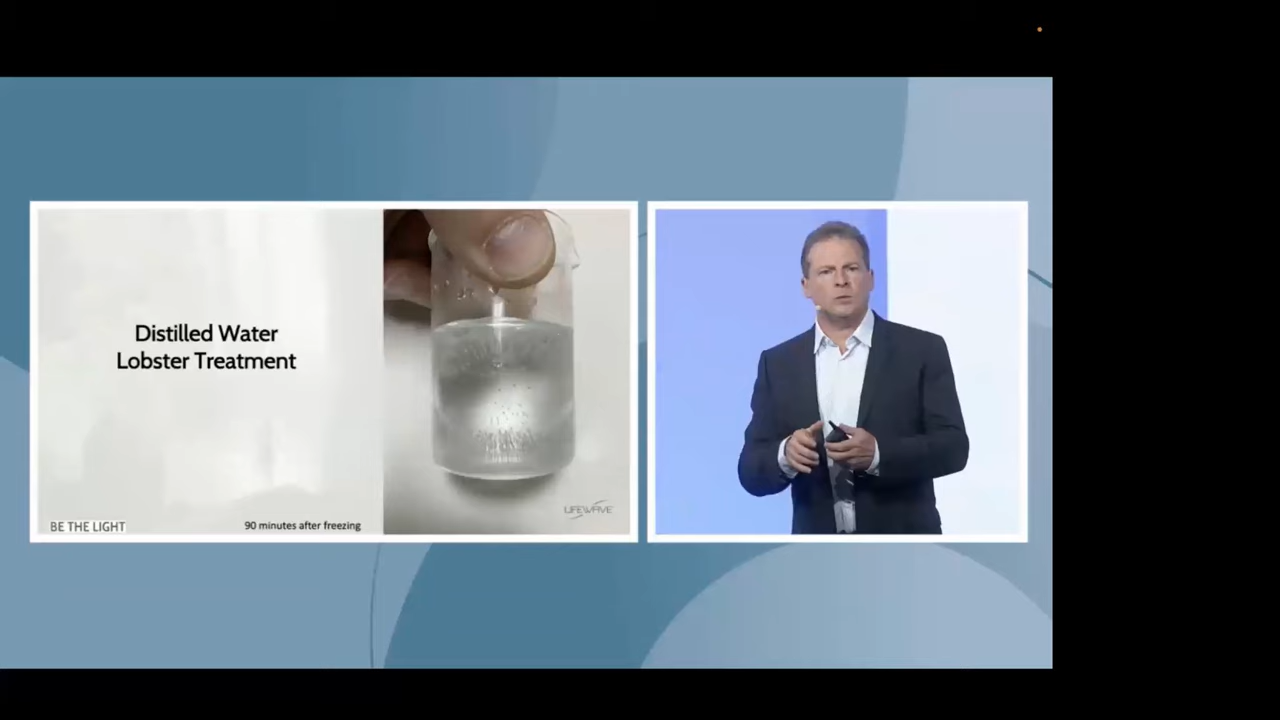 Distilled Water
Lobster Treatment
BE THE LIGHT
90 minutes after freezing
LIFEWAVE